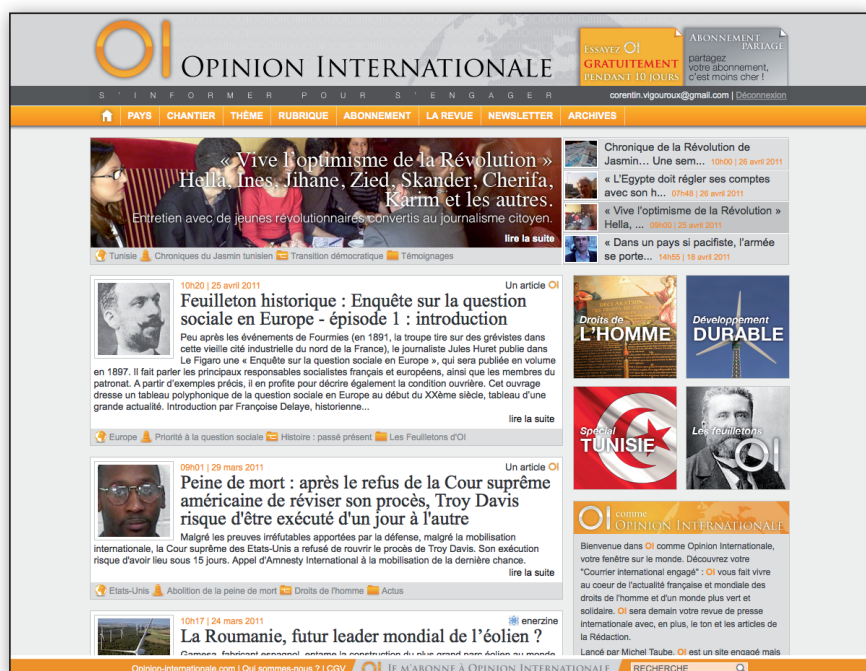 OI OPINION INTERNATIONALE
ESSAYEZ OI
GRATUITEMENT
PENDANT 10 JOURS
ABONNEMENT
PARTAGE
partagez
votre abonnement,
c'est moins cher !
S'INFORMER POUR S'ENGAGER
corentin.vigouroux@gmail.com | Déconnexion
PAYS CHANTIER THÈME RUBRIQUE ABONNEMENT LA REVUE NEWSLETTER ARCHIVES
« Vive l'optimisme de la Révolution »
Hella, Ines, Jihane, Zied, Skander, Cherifa,
Karim et les autres.
Entretien avec de jeunes révolutionnaires convertis au journalisme citoyen.
lire la suite
Tunisie Chroniques du Jasmin tunisien Transition démocratique Témoignages
Chronique de la Révolution de
Jasmin... Une sem... 10h00 | 26 avril 2011
« L'Egypte doit régler ses comptes
avec son h... 07h48 | 26 avril 2011
« Vive l'optimisme de la Révolution »
Hella, ... 09h00 | 25 avril 2011
« Dans un pays si pacifiste, l'armée
se porte... 14h55 | 18 avril 2011
10h20 | 25 avril 2011
Un article OI
Feuilleton historique : Enquête sur la question
sociale en Europe - épisode 1 : introduction
Peu après les événements de Fourmies (en 1891, la troupe tire sur des grévistes dans
cette vieille cité industrielle du nord de la France), le journaliste Jules Huret publie dans
Le Figaro une « Enquête sur la question sociale en Europe », qui sera publiée en volume
en 1897. Il fait parler les principaux responsables socialistes français et européens, ainsi que les membres du
patronat. A partir d'exemples précis, il en profite pour décrire également la condition ouvrière. Cet ouvrage
dresse un tableau polyphonique de la question sociale en Europe au début du XXème siècle, tableau d'une
grande actualité. Introduction par Françoise Delaye, historienne...
lire la suite
Europe Priorité à la question sociale Histoire : passé présent Les Feuilletons d'OI
09h01 | 29 mars 2011
Un article OI
Peine de mort : après le refus de la Cour suprême
américaine de réviser son procès, Troy Davis
risque d'être exécuté d'un jour à l'autre
Malgré les preuves irréfutables apportées par la défense, malgré la mobilisation
internationale, la Cour suprême des Etats-Unis a refusé de rouvrir le procès de Troy Davis. Son exécution
risque d'avoir lieu sous 15 jours. Appel d'Amnesty International à la mobilisation de la dernière chance.
lire la suite
Etats-Unis Abolition de la peine de mort Droits de l'homme Actus
10h17 | 24 mars 2011
enerzine
La Roumanie, futur leader mondial de l'éolien ?
Gamesa, fabricant espagnol, entame la construction du plus grand parc éolien au monde
Droits de
L'HOMME
Développement
DURABLE
Spécial
TUNISIE
Les feuilletons
OI
OI comme
OPINION INTERNATIONALE
Bienvenue dans OI comme Opinion Internationale,
votre fenêtre sur le monde. Découvrez votre
"Courrier international engagé" : OI vous fait vivre
au coeur de l'actualité française et mondiale des
droits de l'homme et d'un monde plus vert et
solidaire. OI sera demain votre revue de presse
internationale avec, en plus, le ton et les articles de
la Rédaction.
Lancé par Michel Taube, OI est un site engagé mais
Opinion-internationale.com | Qui sommes-nous ? | CGV
OI JE M'ABONNE À OPINION INTERNATIONALE
RECHERCHE